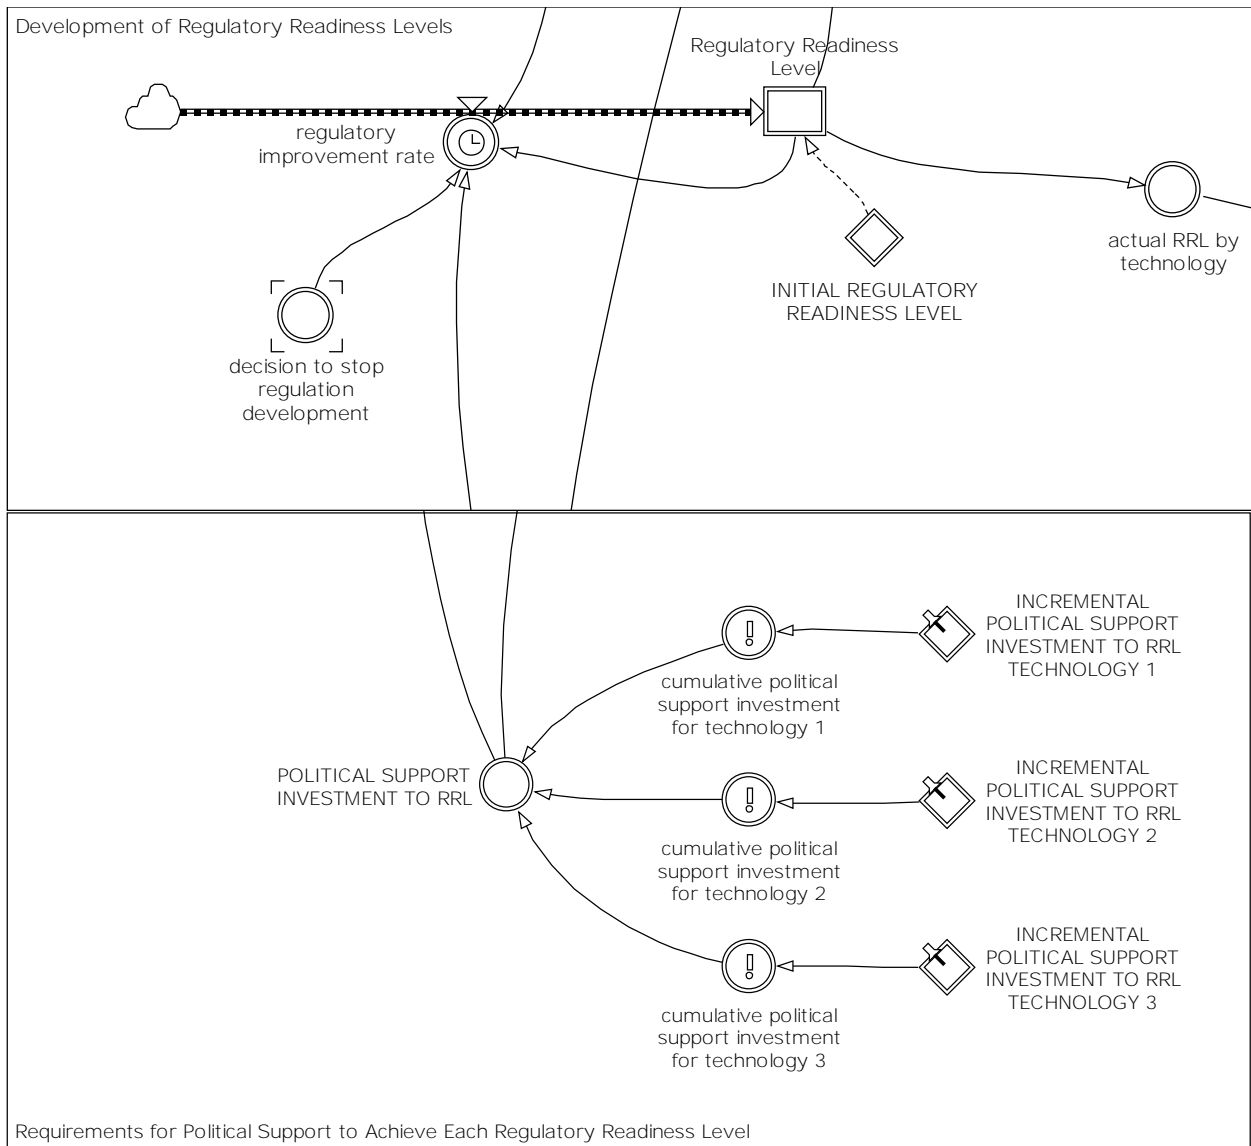 Development of Regulatory Readiness Levels
Regulatory Readiness
Level
regulatory
improvement rate
actual RRL by
technology
INITIAL REGULATORY
READINESS LEVEL
decision to stop
regulation
development
INCREMENTAL
POLITICAL SUPPORT
INVESTMENT TO RRL
TECHNOLOGY 1
cumulative political
support investment
for technology 1
POLITICAL SUPPORT
INVESTMENT TO RRL
INCREMENTAL
POLITICAL SUPPORT
INVESTMENT TO RRL
TECHNOLOGY 2
cumulative political
support investment
for technology 2
INCREMENTAL
POLITICAL SUPPORT
INVESTMENT TO RRL
TECHNOLOGY 3
cumulative political
support investment
for technology 3
Requirements for Political Support to Achieve Each Regulatory Readiness Level